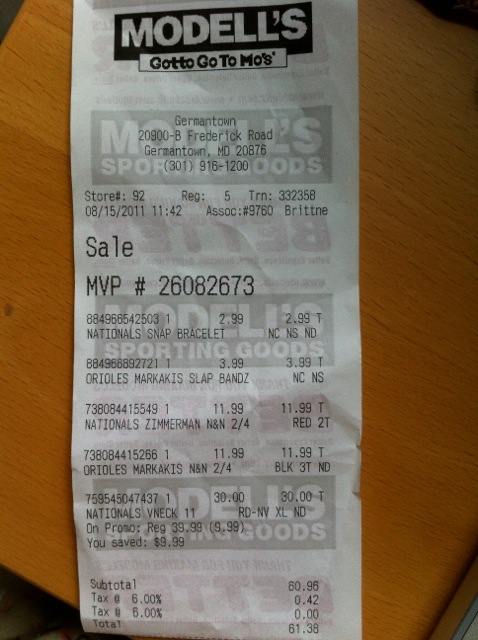 MODELL'S
Gotta Go To Mo's
Germantown
20900-B Frederick Road
Germantown, MD 20876
(301) 916-1200
Store#: 92 Reg: 5 Trn: 332358
08/15/2011 11:42 Assoc:#9760 Brittne
Sale
MVP # 26082673
884966542503 1 2.99 2.99 T
NATIONALS SNAP BRACELET NC NS ND
884966892721 1 3.99 3.99 T
ORIOLES MARKAKIS SLAP BANDZ NC NS
738084415549 1 11.99 11.99 T
NATIONALS ZIMMERMAN N&N 2/4 RED 2T
738084415266 1 11.99 11.99 T
ORIOLES MARKAKIS N&N 2/4 BLK 3T ND
759545047437 1 30.00 30.00 T
NATIONALS VNECK 11 RD-NY XL ND
On Promo: Reg 39.99 (9.99)
You saved: $9.99
Subtotal 60.96
Tax @ 6.00% 0.42
Tax @ 6.00% 0.00
Total 61.38